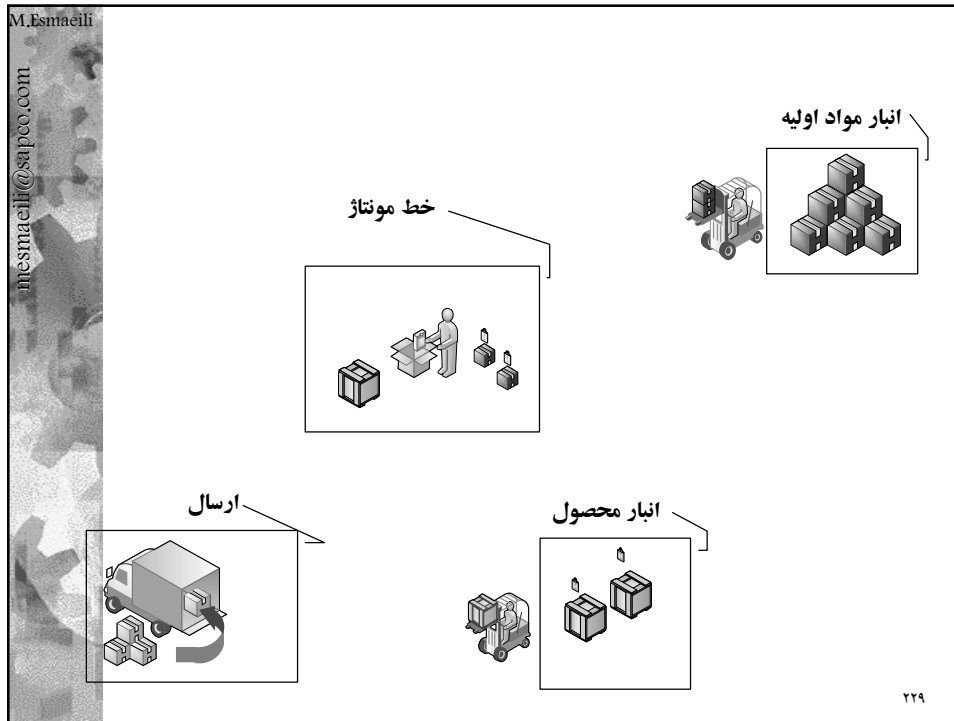 M.Esmaeili
mesmaeili@sapco.com
انبار مواد اولیه
خط مونتاژ
ارسال
انبار محصول
۲۲۹